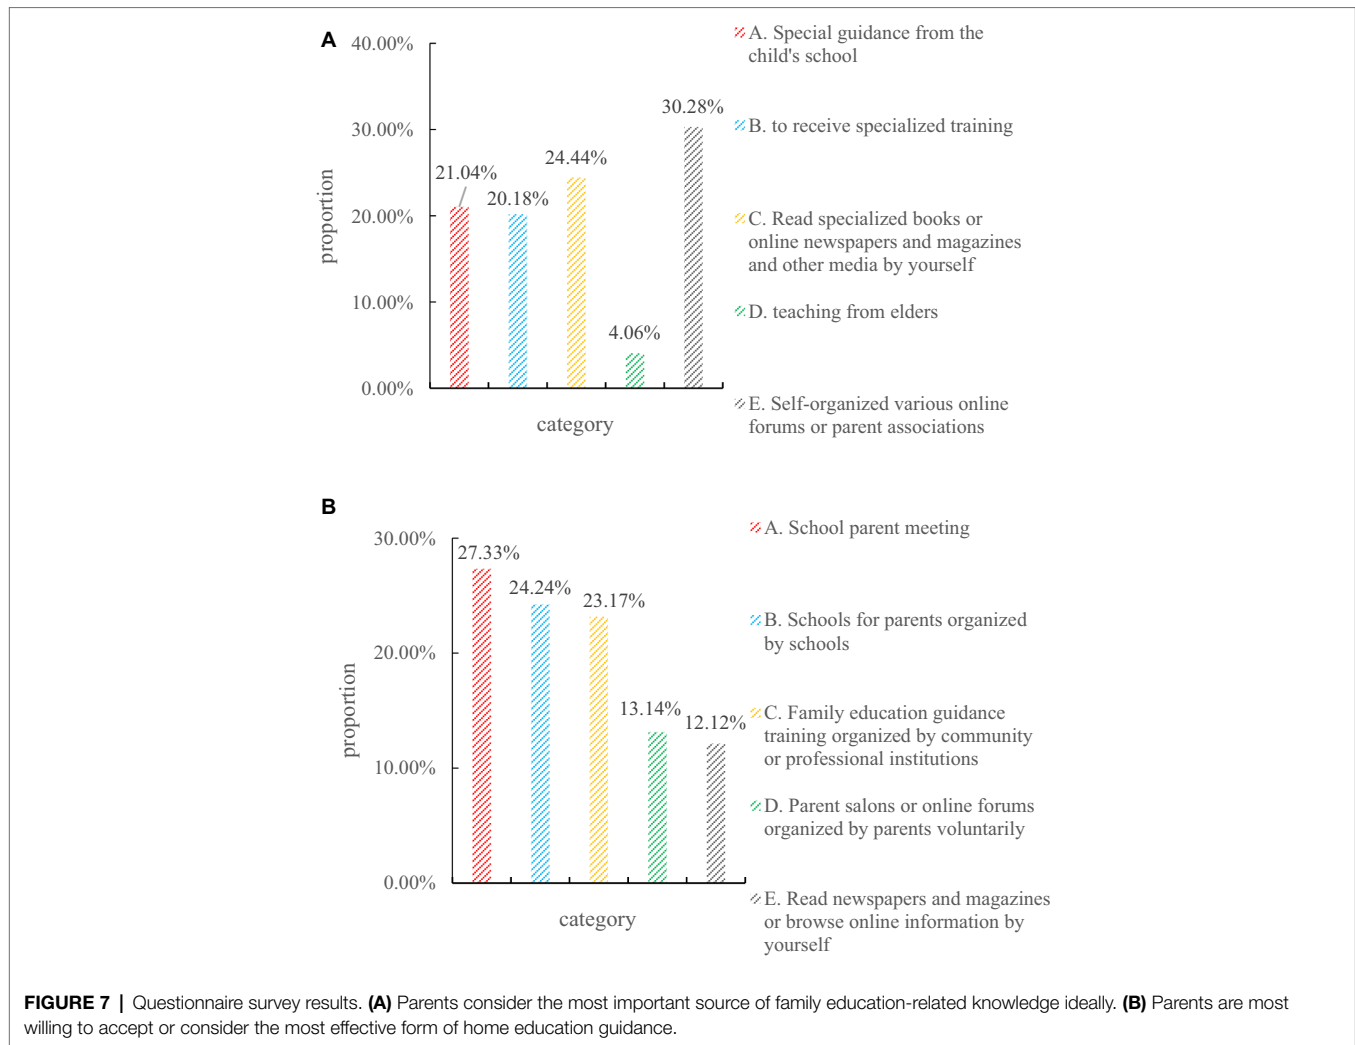 A
40.00%
30.00%
20.00%
10.00%
0.00%
proportion
21.04%
20.18%
24.44%
4.06%
30.28%
category
A. Special guidance from the
child's school
B. to receive specialized training
C. Read specialized books or
online newspapers and magazines
and other media by yourself
D. teaching from elders
E. Self-organized various online
forums or parent associations
B
30.00%
20.00%
10.00%
0.00%
proportion
27.33%
24.24%
23.17%
13.14%
12.12%
category
A. School parent meeting
B. Schools for parents organized
by schools
C. Family education guidance
training organized by community
or professional institutions
D. Parent salons or online forums
organized by parents voluntarily
E. Read newspapers and magazines
or browse online information by
yourself
FIGURE 7 | Questionnaire survey results. (A) Parents consider the most important source of family education-related knowledge ideally. (B) Parents are most
willing to accept or consider the most effective form of home education guidance.